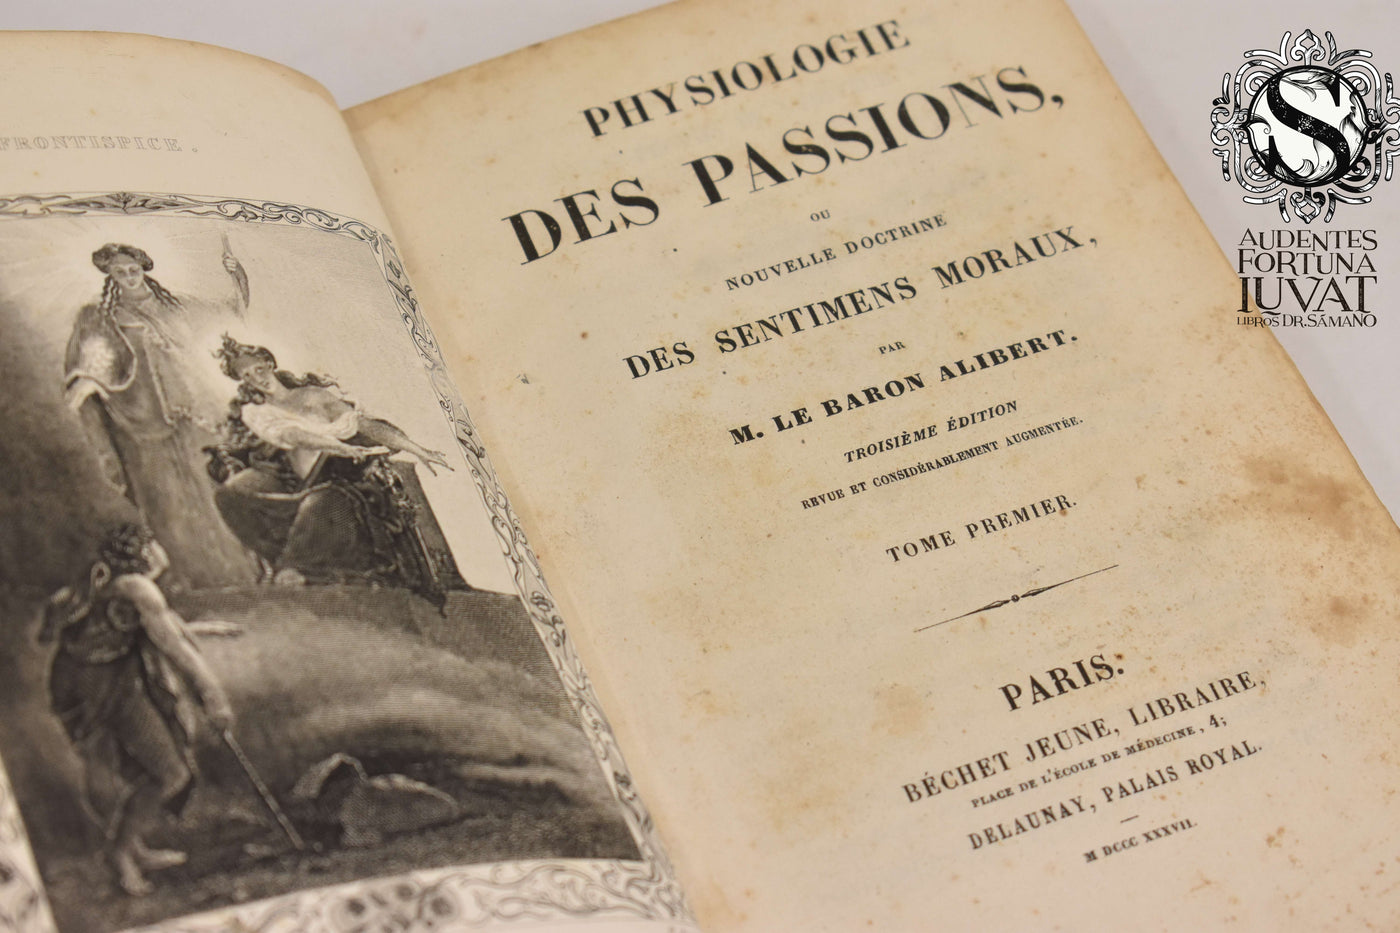 FRONTISPICE.
PHYSIOLOGIE
DES PASSIONS,
OU
NOUVELLE DOCTRINE
DES SENTIMENS MORAUX,
PAR
M. LE BARON ALIBERT.
TROISIÈME ÉDITION
REVUE ET CONSIDÉRABLEMENT AUGMENTÉE.
TOME PREMIER.
PARIS.
BÉCHET JEUNE, LIBRAIRE,
PLACE DE L'ÉCOLE DE MÉDECINE, 4;
DELAUNAY, PALAIS ROYAL.
M DCCC XXXVII.
S
AUDENTES
FORTUNA
IUVAT
LIBROS DR. SÁMANO